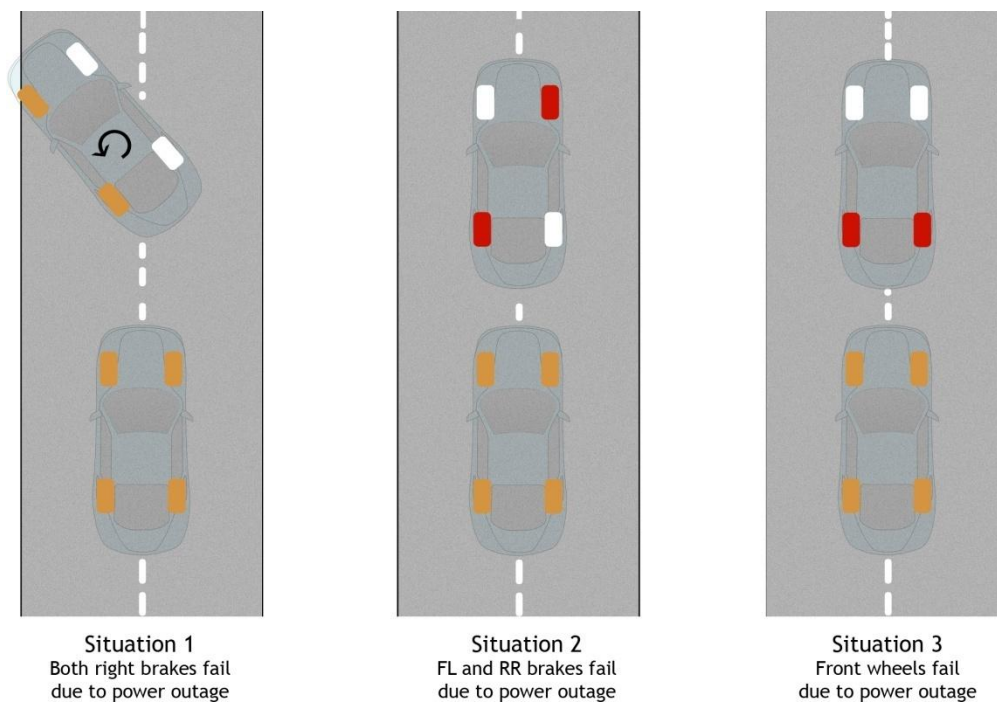 Situation 1
Both right brakes fail
due to power outage
Situation 2
FL and RR brakes fail
due to power outage
Situation 3
Front wheels fail
due to power outage